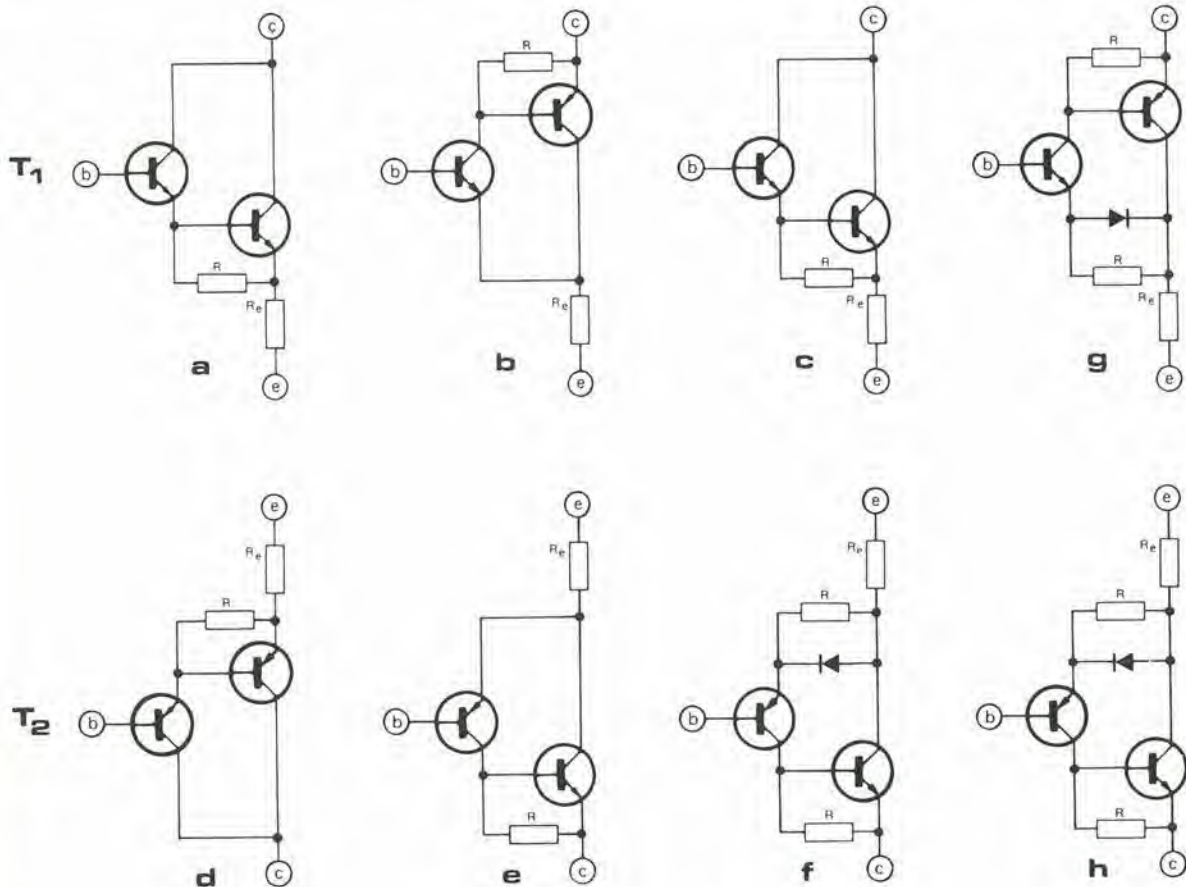 c c c c
R R
T1 b b b b
R R R
Re Re Re Re
a b c g
e e e e
e e e e
Re Re Re Re
R R R
T2 b b b b
R R R
d e f h
c c c c